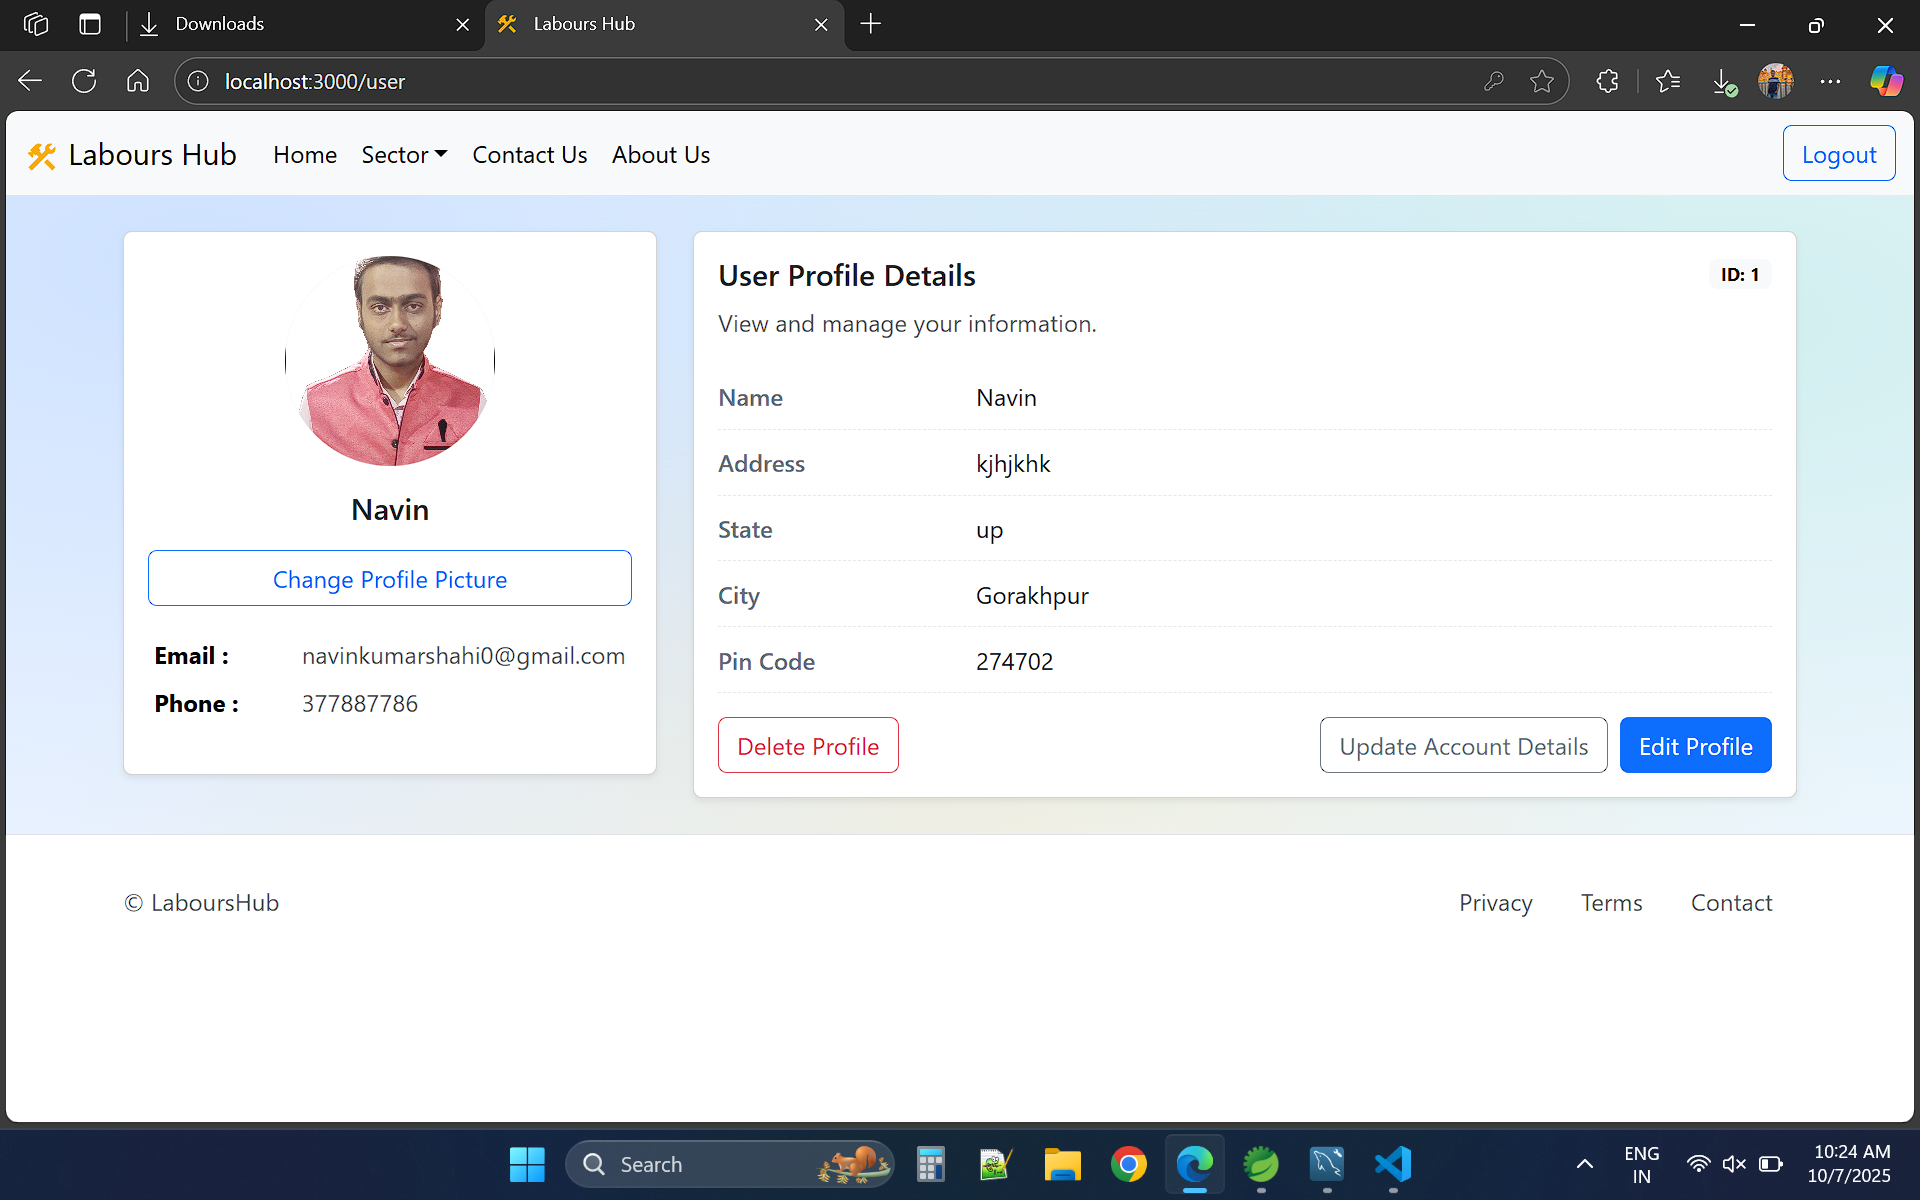 Downloads
Labours Hub
localhost:3000/user
Labours Hub
Home
Sector
Contact Us
About Us
Logout
Navin
Change Profile Picture
Email : navinkumarshahi0@gmail.com
Phone : 377887786
User Profile Details
ID: 1
View and manage your information.
Name Navin
Address kjhjkhk
State up
City Gorakhpur
Pin Code 274702
Delete Profile
Update Account Details
Edit Profile
© LaboursHub
Privacy
Terms
Contact
Search
ENG
IN
10:24 AM
10/7/2025